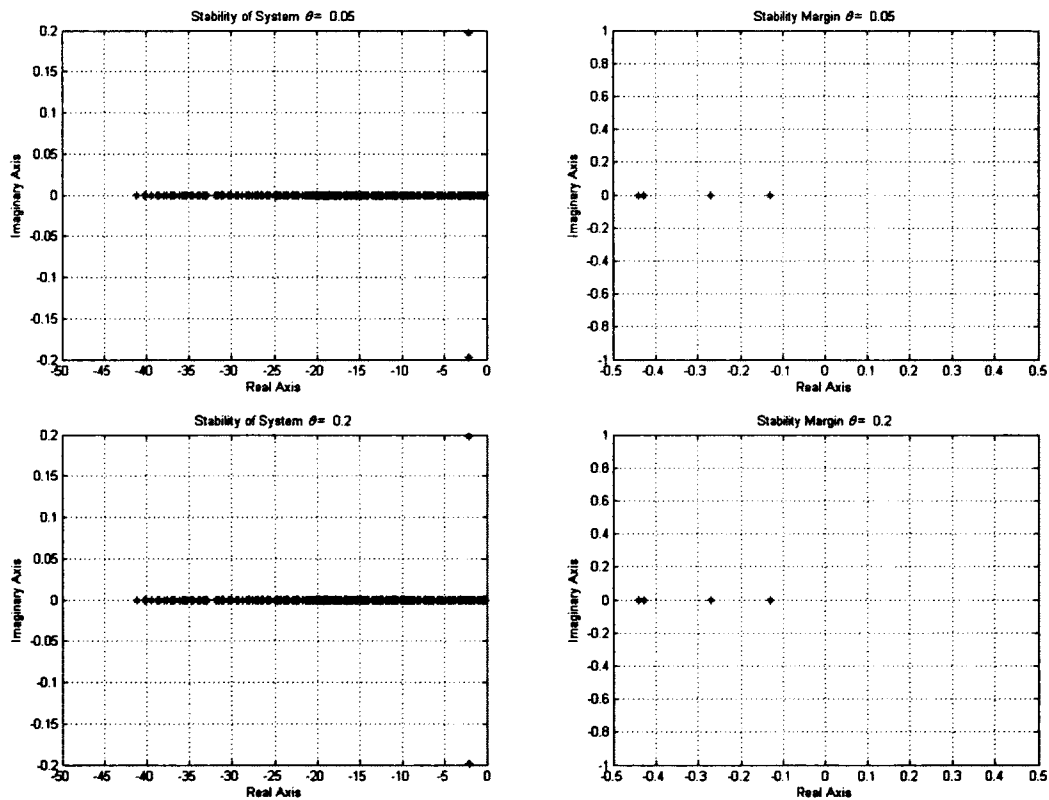 Stability of System θ= 0.05
0.2
0.15
0.1
0.05
0
-0.05
-0.1
-0.15
-0.2
Imaginary Axis
-50 -45 -40 -35 -30 -25 -20 -15 -10 -5 0
Real Axis
Stability Margin θ= 0.05
1
0.8
0.6
0.4
0.2
0
-0.2
-0.4
-0.6
-0.8
-1
Imaginary Axis
-0.5 -0.4 -0.3 -0.2 -0.1 0 0.1 0.2 0.3 0.4 0.5
Real Axis
Stability of System θ= 0.2
0.2
0.15
0.1
0.05
0
-0.05
-0.1
-0.15
-0.2
Imaginary Axis
-50 -45 -40 -35 -30 -25 -20 -15 -10 -5 0
Real Axis
Stability Margin θ= 0.2
1
0.8
0.6
0.4
0.2
0
-0.2
-0.4
-0.6
-0.8
-1
Imaginary Axis
-0.5 -0.4 -0.3 -0.2 -0.1 0 0.1 0.2 0.3 0.4 0.5
Real Axis